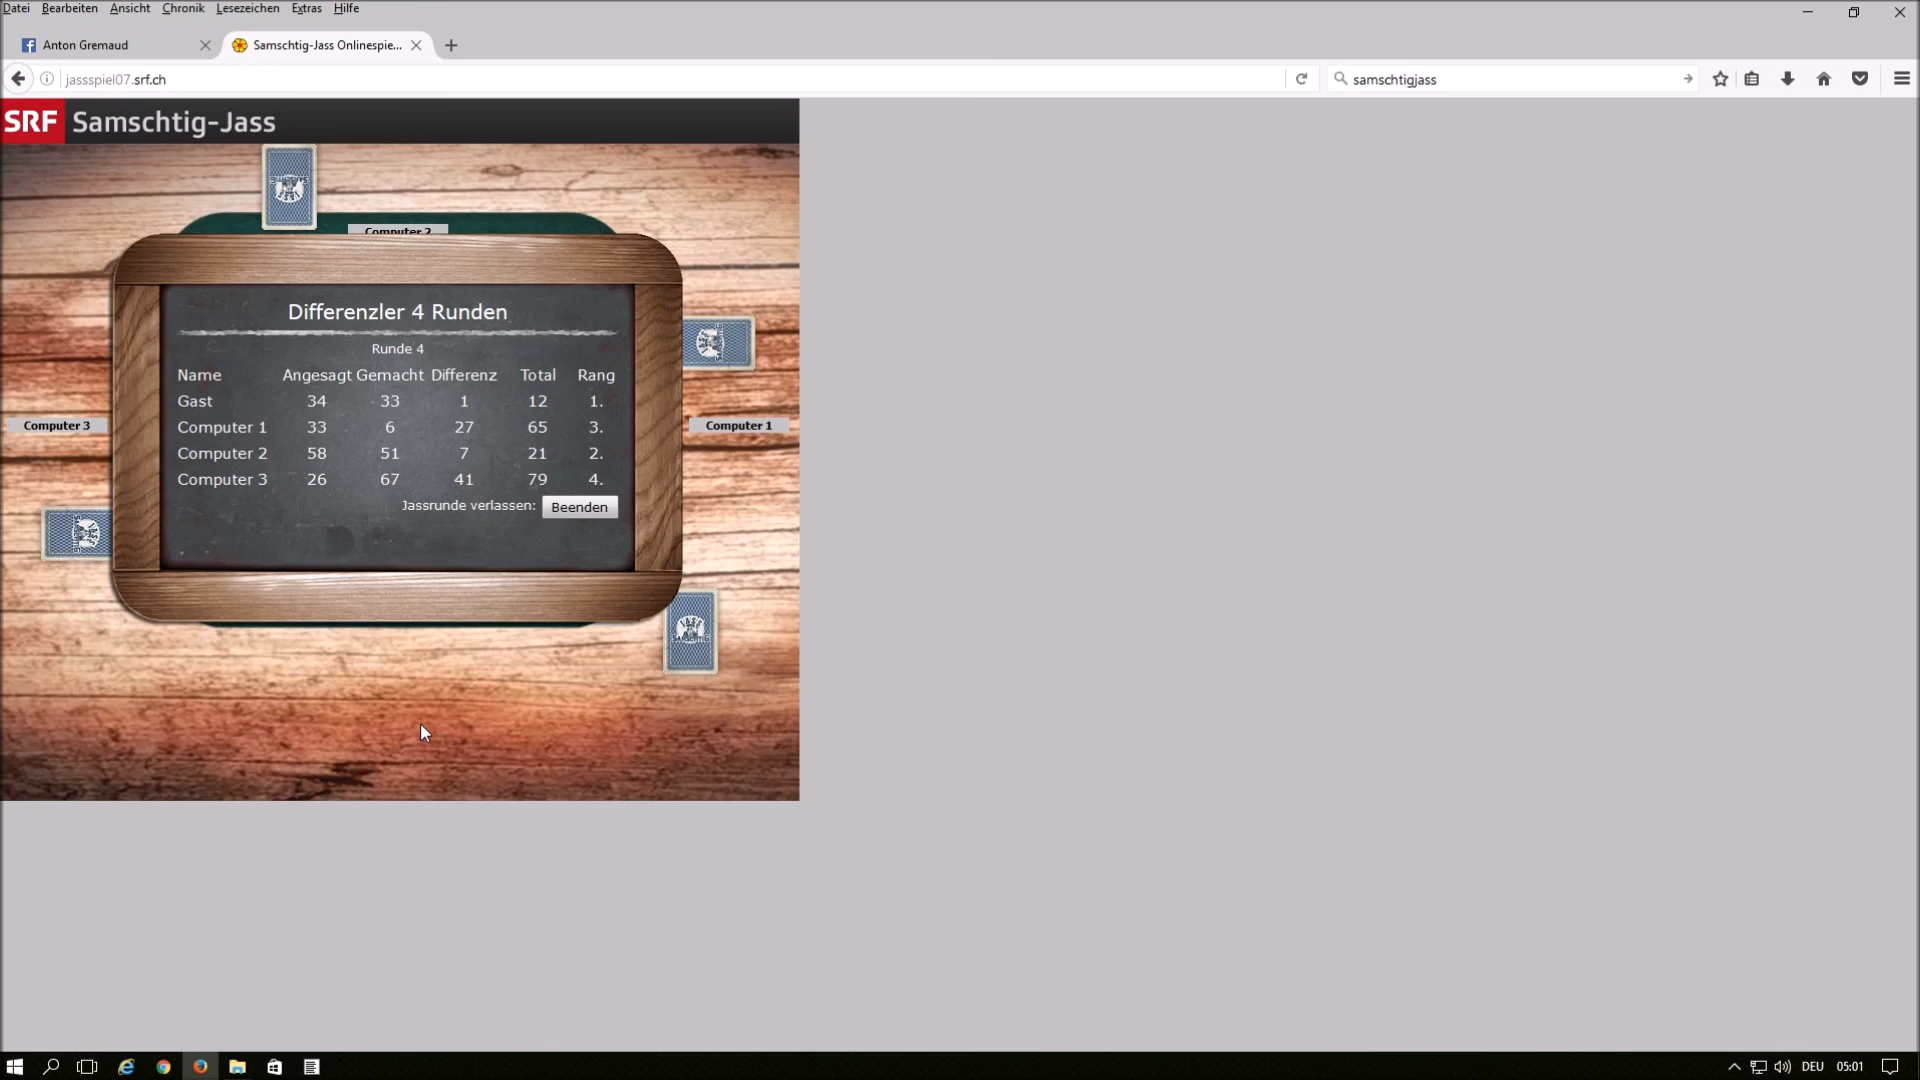 Datei Bearbeiten Ansicht Chronik Lesezeichen Extras Hilfe
Anton Gremaud
Samschtig-Jass Onlinespie...
jassspiel07.srf.ch
samschtigjass
SRF Samschtig-Jass
Computer 2
Differenzler 4 Runden
Runde 4
Name Angesagt Gemacht Differenz Total Rang
Gast 34 33 1 12 1.
Computer 1 33 6 27 65 3.
Computer 2 58 51 7 21 2.
Computer 3 26 67 41 79 4.
Jassrunde verlassen: Beenden
Computer 3
Computer 1
DEU 05:01